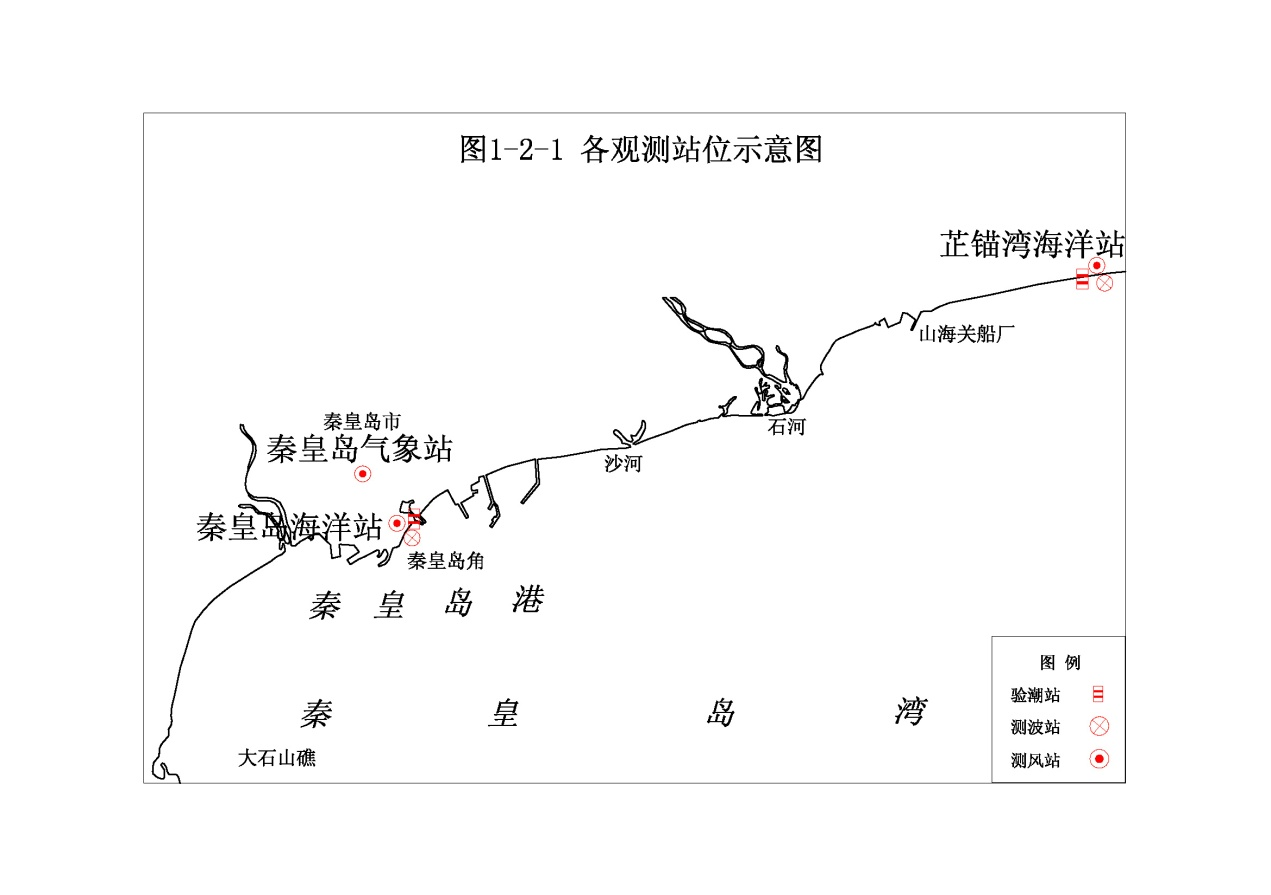 图1-2-1 各观测站位示意图
芷锚湾海洋站
山海关船厂
石河
沙河
秦皇岛市
秦皇岛气象站
秦皇岛海洋站
秦皇岛角
秦皇岛港
秦皇岛湾
大石山礁
图 例
验潮站
测波站
测风站